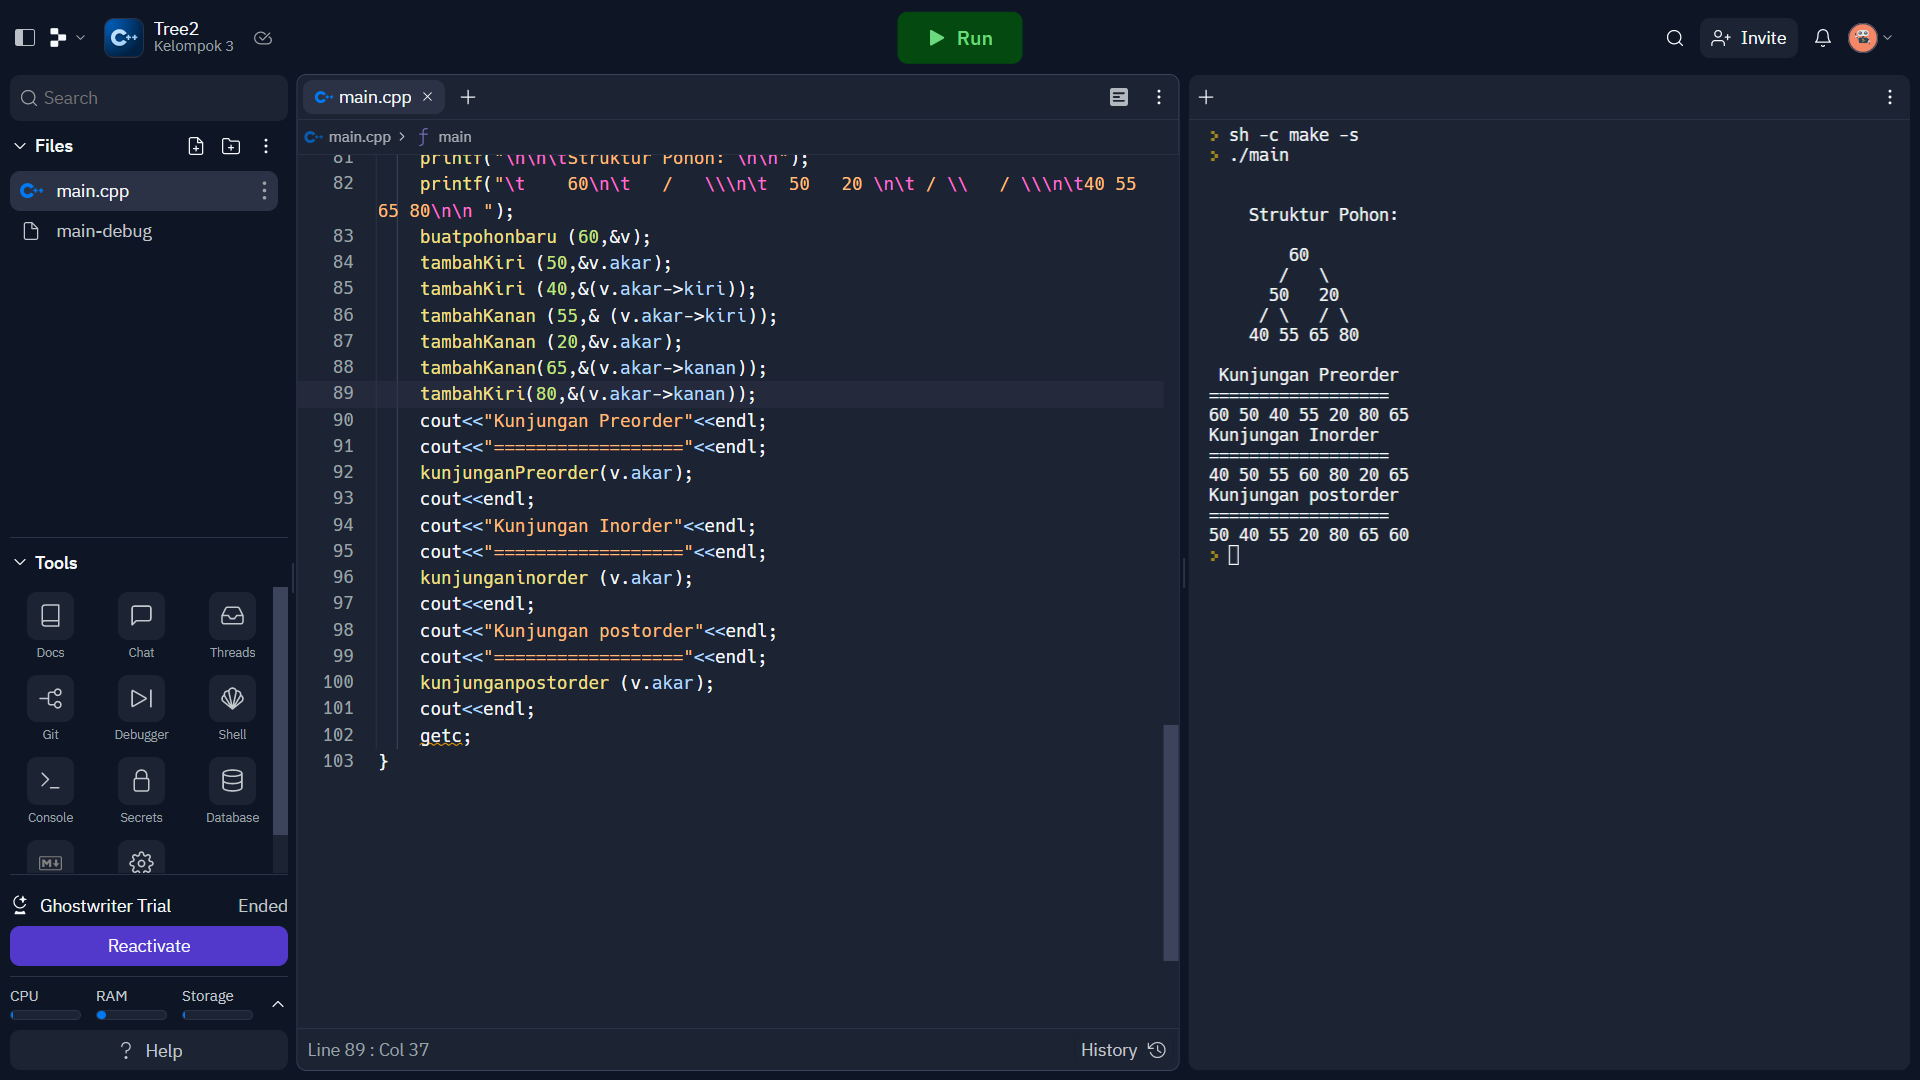 Tree2
Kelompok 3
Run
Invite
Search
Files
main.cpp
main-debug
Tools
Docs
Chat
Threads
Git
Debugger
Shell
Console
Secrets
Database
M↓
Ghostwriter Trial
Ended
Reactivate
CPU
RAM
Storage
? Help
main.cpp
main.cpp > ƒ main
81 printf("\n\n\tStruktur Pohon: \n\n");
82 printf("\t    60\n\t   /   \\\n\t  50   20 \n\t / \\   / \\\n\t40 55
65 80\n\n ");
83 buatpohonbaru (60,&v);
84 tambahKiri (50,&v.akar);
85 tambahKiri (40,&(v.akar->kiri));
86 tambahKanan (55,& (v.akar->kiri));
87 tambahKanan (20,&v.akar);
88 tambahKanan(65,&(v.akar->kanan));
89 tambahKiri(80,&(v.akar->kanan));
90 cout<<"Kunjungan Preorder"<<endl;
91 cout<<"=================="<<endl;
92 kunjunganPreorder(v.akar);
93 cout<<endl;
94 cout<<"Kunjungan Inorder"<<endl;
95 cout<<"=================="<<endl;
96 kunjunganinorder (v.akar);
97 cout<<endl;
98 cout<<"Kunjungan postorder"<<endl;
99 cout<<"=================="<<endl;
100 kunjunganpostorder (v.akar);
101 cout<<endl;
102 getc;
103 }
Line 89 : Col 37
History
> sh -c make -s
> ./main
Struktur Pohon:
60
/   \
50   20
/ \   / \
40 55 65 80
Kunjungan Preorder
==================
60 50 40 55 20 80 65
Kunjungan Inorder
==================
40 50 55 60 80 20 65
Kunjungan postorder
==================
50 40 55 20 80 65 60
>